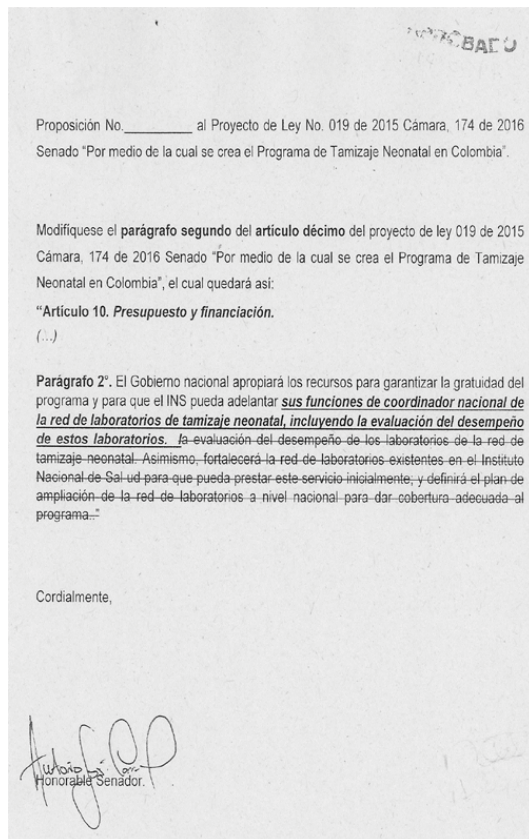 Proposición No.__________ al Proyecto de Ley No. 019 de 2015 Cámara, 174 de 2016
Senado “Por medio de la cual se crea el Programa de Tamizaje Neonatal en Colombia”.
Modifíquese el parágrafo segundo del artículo décimo del proyecto de ley 019 de 2015
Cámara, 174 de 2016 Senado “Por medio de la cual se crea el Programa de Tamizaje
Neonatal en Colombia”, el cual quedará así:
“Artículo 10. Presupuesto y financiación.
(...)
Parágrafo 2°. El Gobierno nacional apropiará los recursos para garantizar la gratuidad del
programa y para que el INS pueda adelantar sus funciones de coordinador nacional de
la red de laboratorios de tamizaje neonatal, incluyendo la evaluación del desempeño
de estos laboratorios. la evaluación del desempeño de los laboratorios de la red de
tamizaje neonatal. Asimismo, fortalecerá la red de laboratorios existentes en el Instituto
Nacional de Sal ud para que pueda prestar este servicio inicialmente; y definirá el plan de
ampliación de la red de laboratorios a nivel nacional para dar cobertura adecuada al
programa..”
Cordialmente,
Honorable Senador.